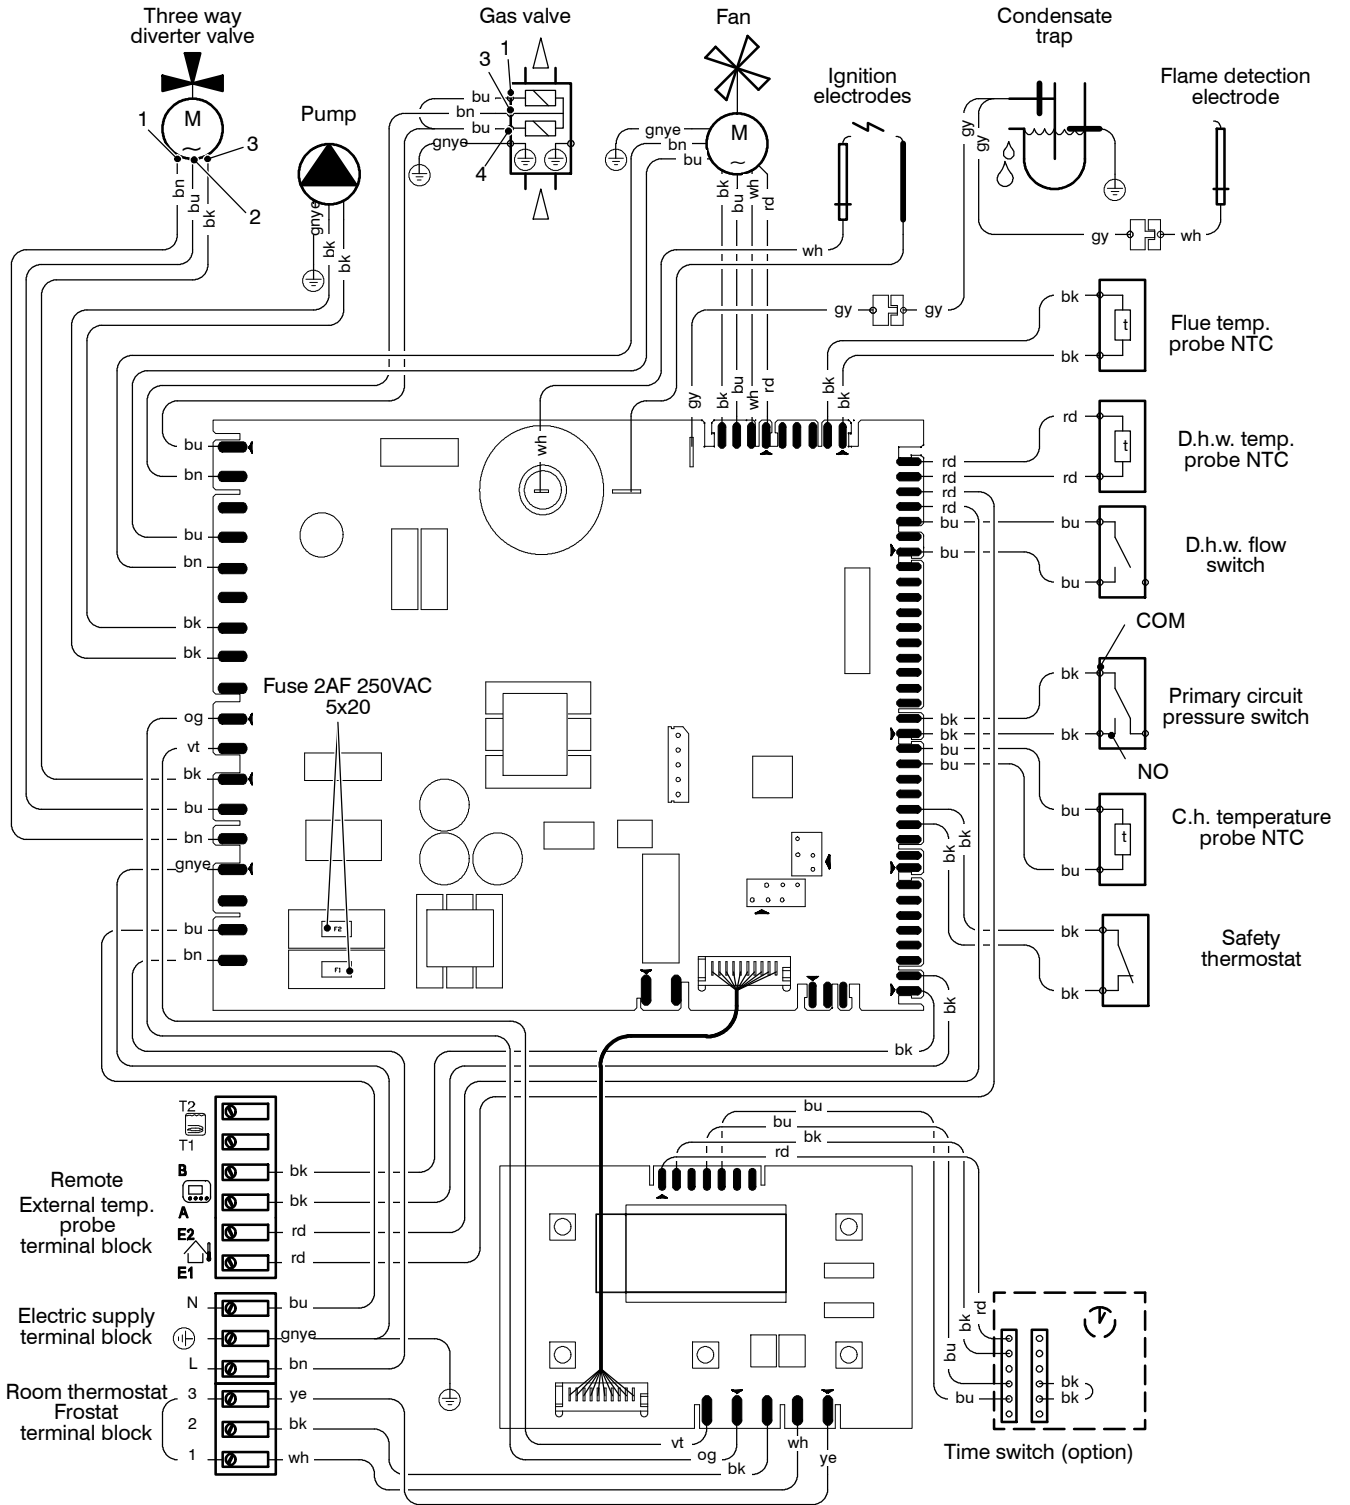 Three way
diverter valve
Gas valve
Fan
Condensate
trap
Ignition
electrodes
Flame detection
electrode
Pump
M
~
1
2
3
bn
bu
bk
gnye
bk
bk
1
3
4
bu
bn
bu
gnye
gnye
bn
bu
M
~
bk
bu
wh
rd
wh
gy
gy
gy
wh
gy
gy
gy
bk
bu
wh
rd
bk
bk
wh
bk
bk
t
Flue temp.
probe NTC
rd
rd
t
D.h.w. temp.
probe NTC
rd
rd
rd
rd
bu
bu
bu
bu
D.h.w. flow
switch
COM
bk
bk
bk
bk
Primary circuit
pressure switch
NO
bu
bu
bu
bu
t
C.h. temperature
probe NTC
bk
bk
bk
bk
Safety
thermostat
bk
bk
bu
bn
bu
bn
bk
bk
og
vt
bk
bu
bn
gnye
bu
bn
Fuse 2AF 250VAC
5x20
F2
F1
T2
T1
B
A
E2
E1
Remote
External temp.
probe
terminal block
bk
bk
rd
rd
Electric supply
terminal block
N
L
bu
gnye
bn
Room thermostat
Frostat
terminal block
3
2
1
ye
bk
wh
bu
bu
bk
rd
vt
og
bk
wh
ye
rd
bk
bu
bu
bk
bk
Time switch (option)